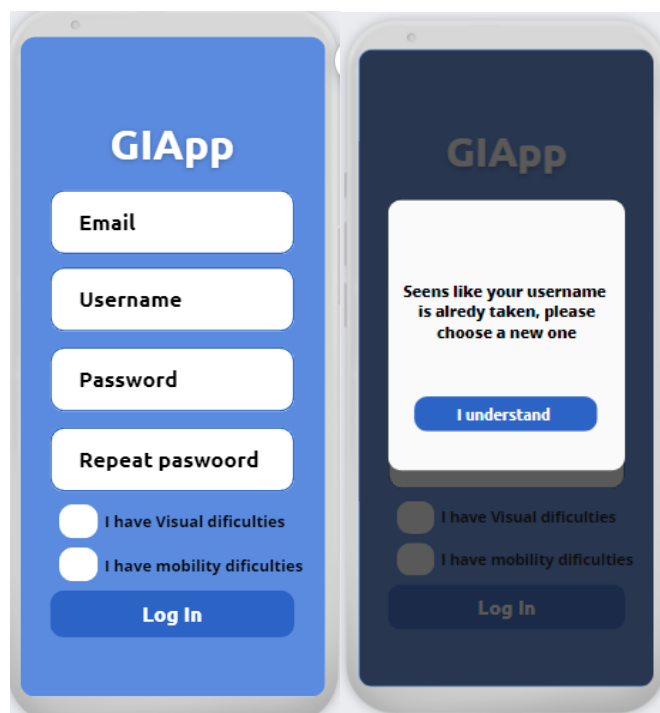 GIApp
Email
Username
Password
Repeat paswoord
I have Visual dificulties
I have mobility dificulties
Log In
GIApp
Seens like your username
is alredy taken, please
choose a new one
I understand
I have Visual dificulties
I have mobility dificulties
Log In